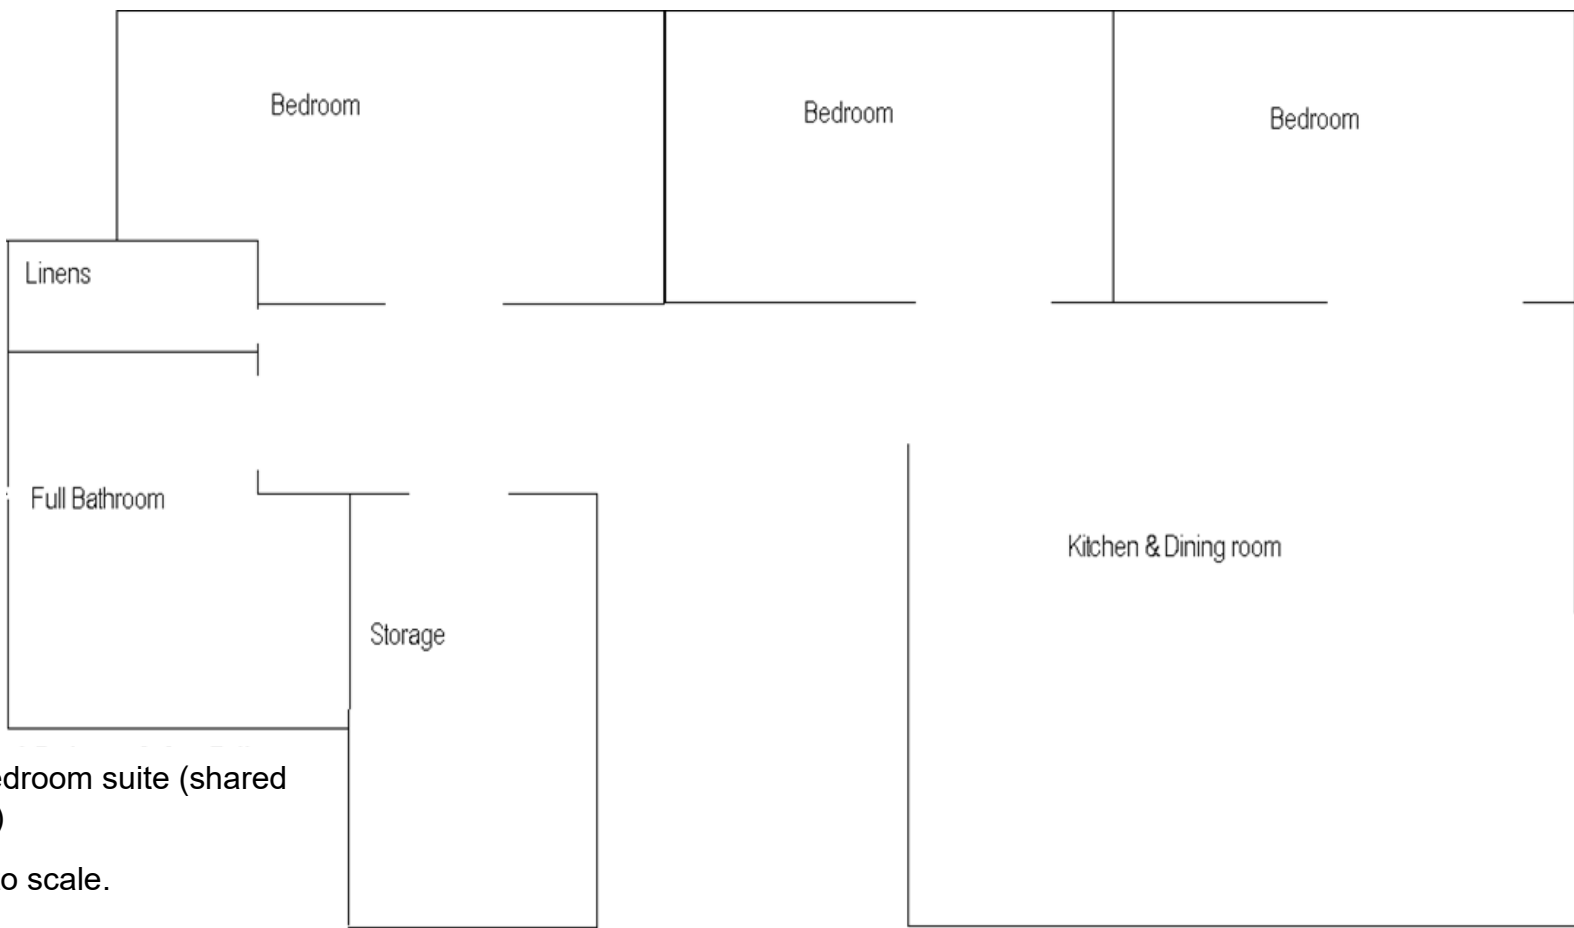 Bedroom
Bedroom
Bedroom
Linens
Full Bathroom
Kitchen & Dining room
Storage
edroom suite (shared
)
o scale.